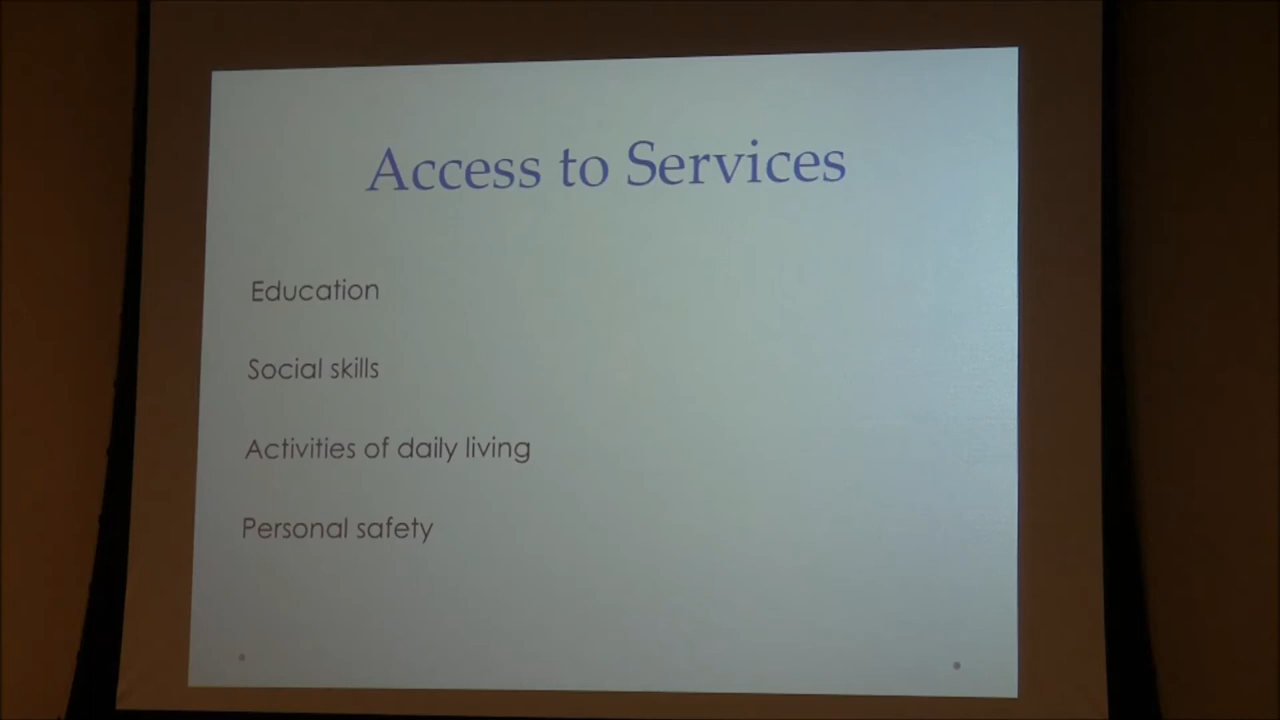 Access to Services
Education
Social skills
Activities of daily living
Personal safety